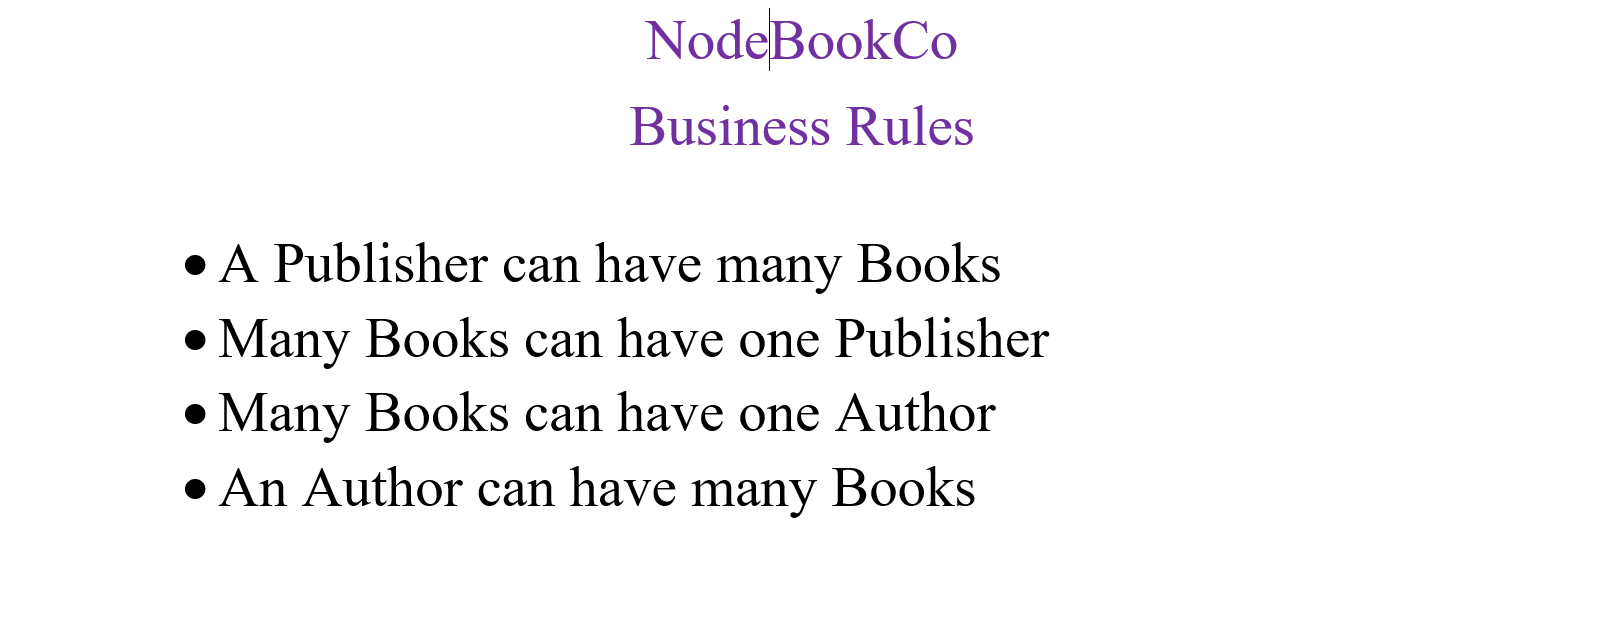 NodeBookCo
Business Rules
• A Publisher can have many Books
• Many Books can have one Publisher
• Many Books can have one Author
• An Author can have many Books